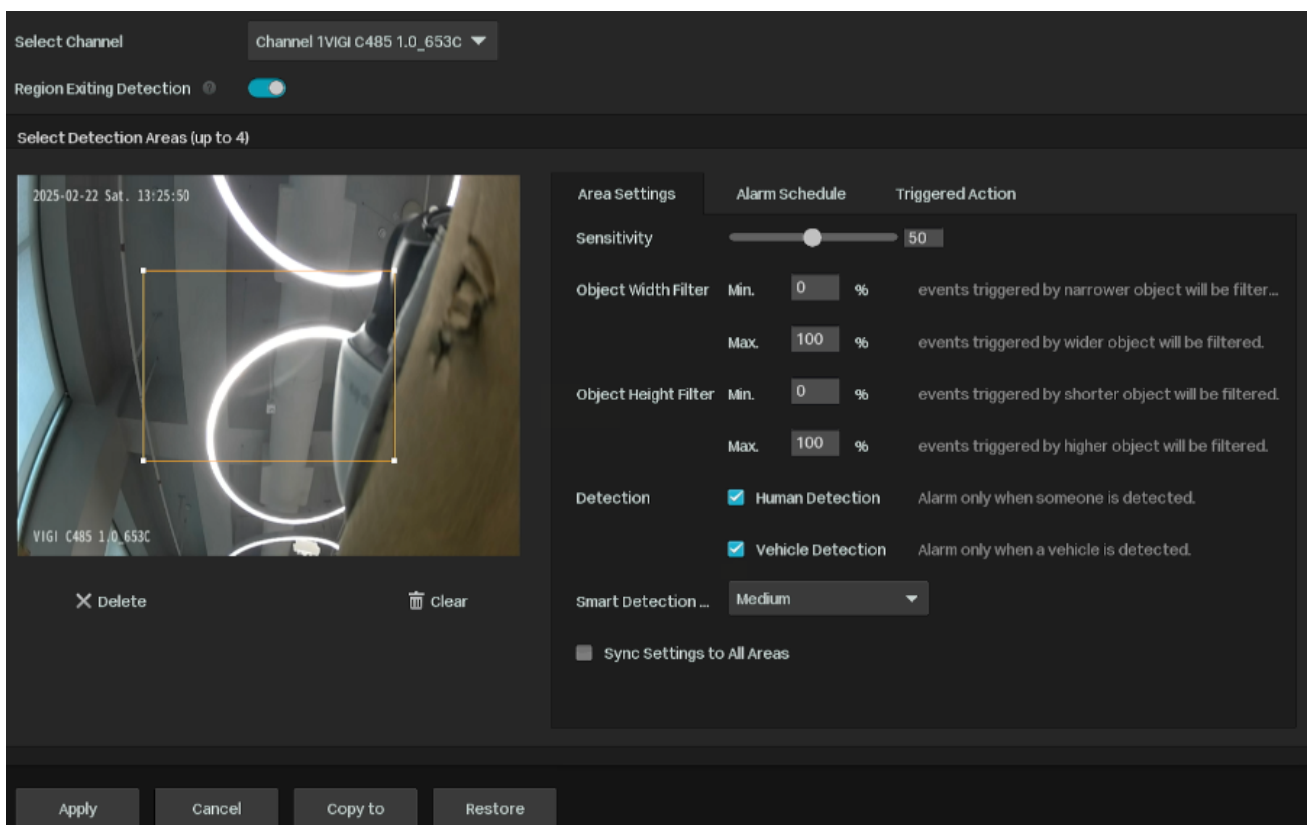 Select Channel Channel 1VIGI C485 1.0_653C
Region Exiting Detection
Select Detection Areas (up to 4)
2025-02-22 Sat. 13:25:50
VIGI C485 1.0_653C
Delete Clear
Area Settings Alarm Schedule Triggered Action
Sensitivity 50
Object Width Filter Min. 0 % events triggered by narrower object will be filter...
Max. 100 % events triggered by wider object will be filtered.
Object Height Filter Min. 0 % events triggered by shorter object will be filtered.
Max. 100 % events triggered by higher object will be filtered.
Detection Human Detection Alarm only when someone is detected.
Vehicle Detection Alarm only when a vehicle is detected.
Smart Detection ... Medium
Sync Settings to All Areas
Apply Cancel Copy to Restore